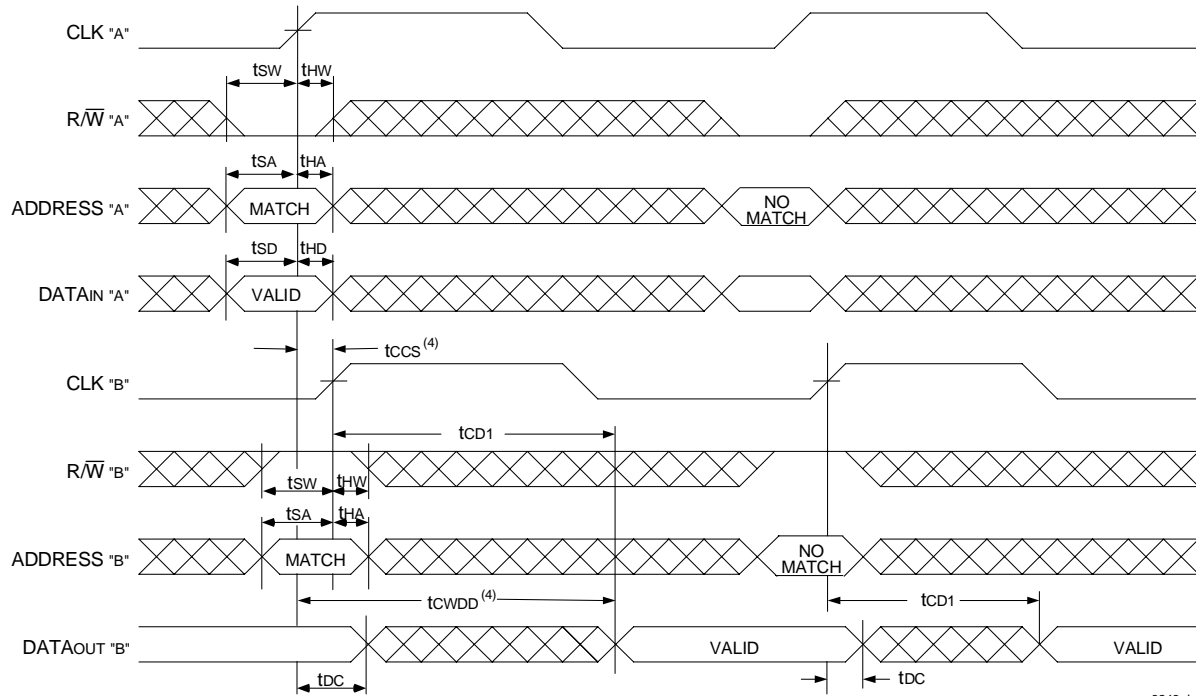 CLK "A"
tSW tHW
R/W̅ "A"
tSA tHA
ADDRESS "A" MATCH NO MATCH
tSD tHD
DATAIN "A" VALID
tCCS (4)
CLK "B"
tCD1
R/W̅ "B"
tSW tHW
tSA tHA
ADDRESS "B" MATCH NO MATCH
tCWDD (4) tCD1
DATAOUT "B" VALID VALID
tDC tDC